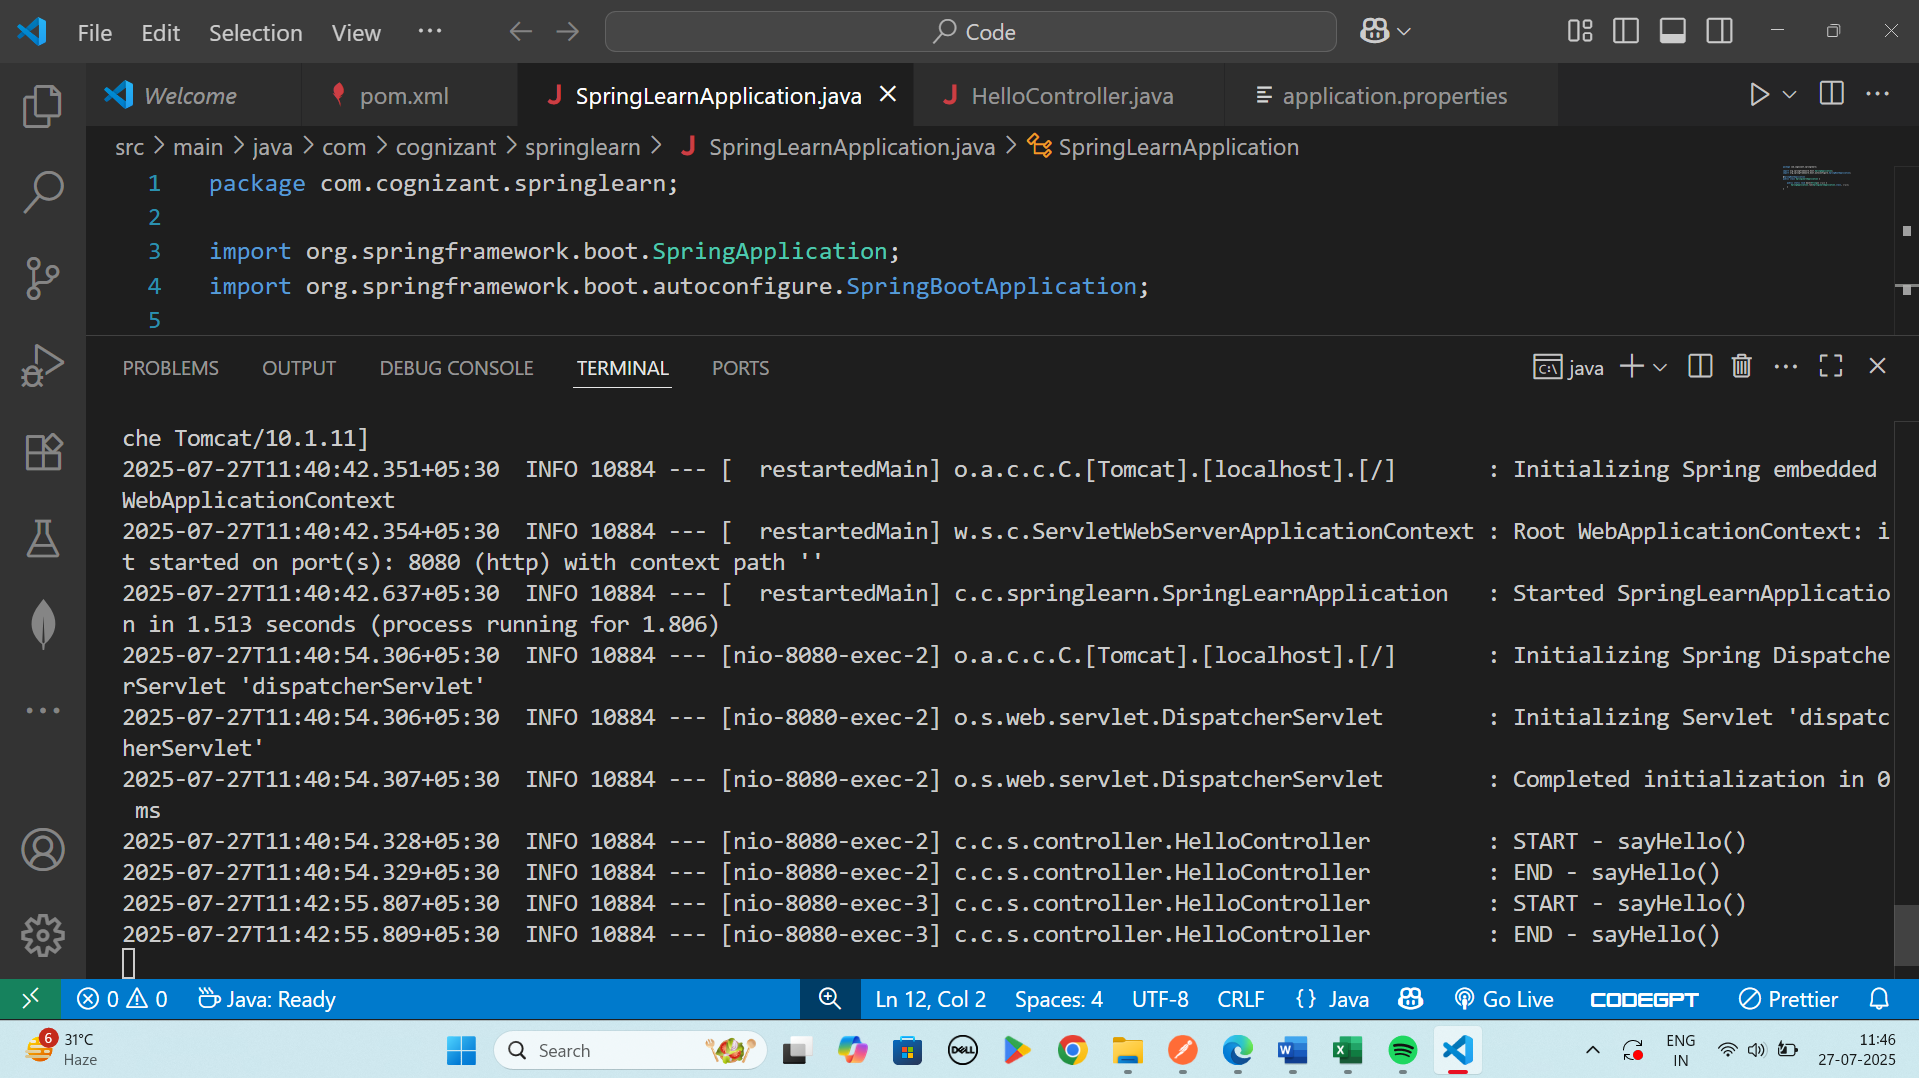 File Edit Selection View ··· Code
Welcome pom.xml SpringLearnApplication.java HelloController.java application.properties
src > main > java > com > cognizant > springlearn > SpringLearnApplication.java > SpringLearnApplication
1 package com.cognizant.springlearn;
2
3 import org.springframework.boot.SpringApplication;
4 import org.springframework.boot.autoconfigure.SpringBootApplication;
5
PROBLEMS OUTPUT DEBUG CONSOLE TERMINAL PORTS java
che Tomcat/10.1.11]
2025-07-27T11:40:42.351+05:30  INFO 10884 --- [  restartedMain] o.a.c.c.C.[Tomcat].[localhost].[/]       : Initializing Spring embedded
WebApplicationContext
2025-07-27T11:40:42.354+05:30  INFO 10884 --- [  restartedMain] w.s.c.ServletWebServerApplicationContext : Root WebApplicationContext: i
t started on port(s): 8080 (http) with context path ''
2025-07-27T11:40:42.637+05:30  INFO 10884 --- [  restartedMain] c.c.springlearn.SpringLearnApplication   : Started SpringLearnApplicatio
n in 1.513 seconds (process running for 1.806)
2025-07-27T11:40:54.306+05:30  INFO 10884 --- [nio-8080-exec-2] o.a.c.c.C.[Tomcat].[localhost].[/]       : Initializing Spring Dispatche
rServlet 'dispatcherServlet'
2025-07-27T11:40:54.306+05:30  INFO 10884 --- [nio-8080-exec-2] o.s.web.servlet.DispatcherServlet        : Initializing Servlet 'dispatc
herServlet'
2025-07-27T11:40:54.307+05:30  INFO 10884 --- [nio-8080-exec-2] o.s.web.servlet.DispatcherServlet        : Completed initialization in 0
 ms
2025-07-27T11:40:54.328+05:30  INFO 10884 --- [nio-8080-exec-2] c.c.s.controller.HelloController         : START - sayHello()
2025-07-27T11:40:54.329+05:30  INFO 10884 --- [nio-8080-exec-2] c.c.s.controller.HelloController         : END - sayHello()
2025-07-27T11:42:55.807+05:30  INFO 10884 --- [nio-8080-exec-3] c.c.s.controller.HelloController         : START - sayHello()
2025-07-27T11:42:55.809+05:30  INFO 10884 --- [nio-8080-exec-3] c.c.s.controller.HelloController         : END - sayHello()
0 0 Java: Ready Ln 12, Col 2 Spaces: 4 UTF-8 CRLF {} Java Go Live CODEGPT Prettier
6 31°C Search DELL ENG 11:46
Haze IN 27-07-2025